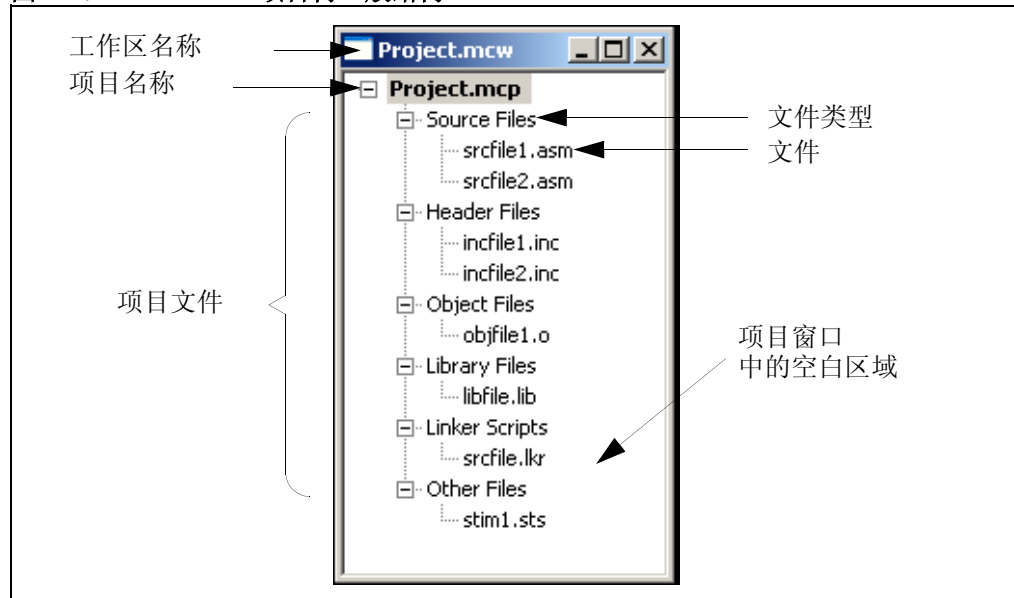 工作区名称
项目名称
Project.mcw
Project.mcp
Source Files
srcfile1.asm
srcfile2.asm
Header Files
incfile1.inc
incfile2.inc
Object Files
objfile1.o
Library Files
libfile.lib
Linker Scripts
srcfile.lkr
Other Files
stim1.sts
文件类型
文件
项目文件
项目窗口
中的空白区域